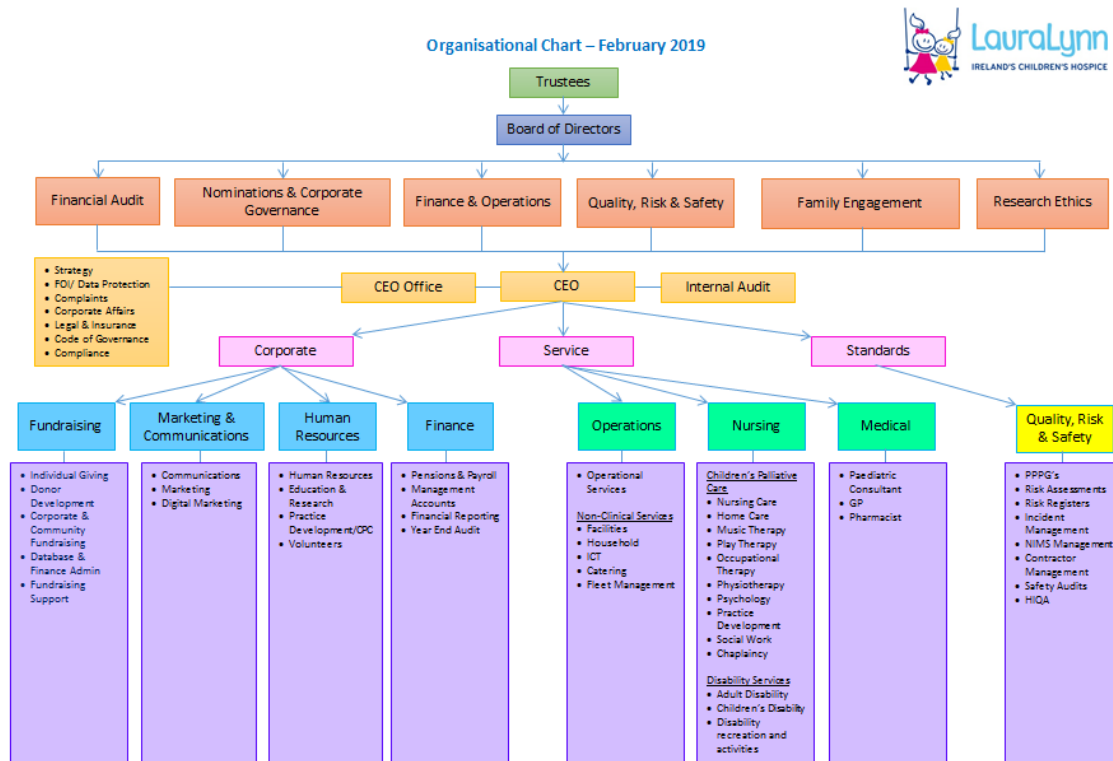 LauraLynn
IRELAND'S CHILDREN'S HOSPICE
Organisational Chart – February 2019
Trustees
Board of Directors
Financial Audit
Nominations & Corporate
Governance
Finance & Operations
Quality, Risk & Safety
Family Engagement
Research Ethics
• Strategy
• FOI/ Data Protection
• Complaints
• Corporate Affairs
• Legal & Insurance
• Code of Governance
• Compliance
CEO Office
CEO
Internal Audit
Corporate
Service
Standards
Fundraising
Marketing &
Communications
Human
Resources
Finance
Operations
Nursing
Medical
Quality, Risk
& Safety
• Individual Giving
• Donor
Development
• Corporate &
Community
Fundraising
• Database &
Finance Admin
• Fundraising
Support
• Communications
• Marketing
• Digital Marketing
• Human Resources
• Education &
Research
• Practice
Development/CPC
• Volunteers
• Pensions & Payroll
• Management
Accounts
• Financial Reporting
• Year End Audit
• Operational
Services
Non-Clinical Services
• Facilities
• Household
• ICT
• Catering
• Fleet Management
Children's Palliative
Care
• Nursing Care
• Home Care
• Music Therapy
• Play Therapy
• Occupational
Therapy
• Physiotherapy
• Psychology
• Practice
Development
• Social Work
• Chaplaincy
Disability Services
• Adult Disability
• Children's Disability
• Disability
recreation and
activities
• Paediatric
Consultant
• GP
• Pharmacist
• PPPG's
• Risk Assessments
• Risk Registers
• Incident
Management
• NIMS Management
• Contractor
Management
• Safety Audits
• HIQA